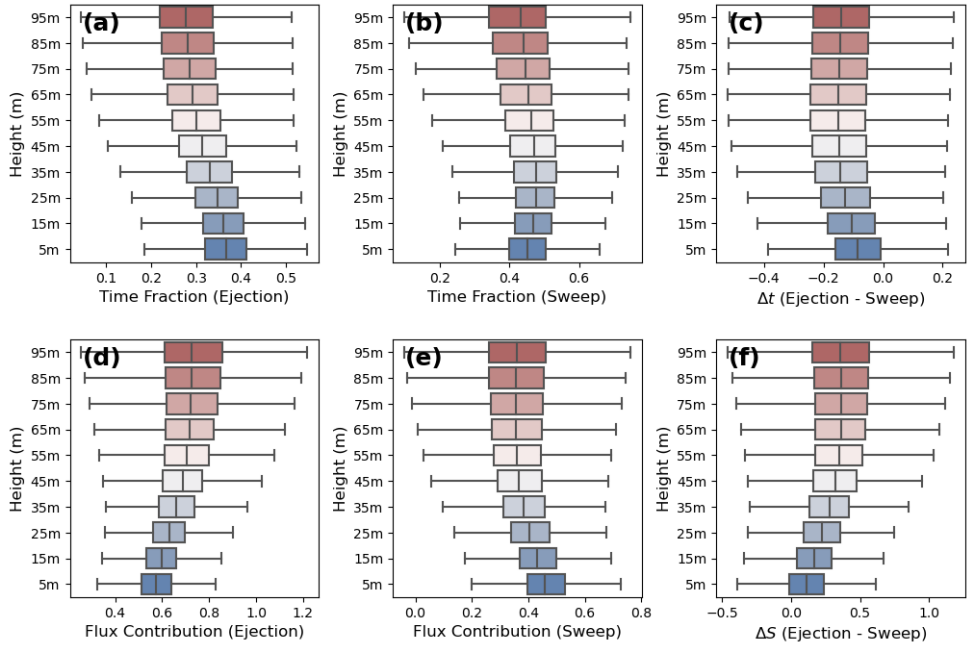 (a)
95m
85m
75m
65m
55m
45m
35m
25m
15m
5m
Height (m)
0.1 0.2 0.3 0.4 0.5
Time Fraction (Ejection)
(b)
95m
85m
75m
65m
55m
45m
35m
25m
15m
5m
Height (m)
0.2 0.4 0.6
Time Fraction (Sweep)
(c)
95m
85m
75m
65m
55m
45m
35m
25m
15m
5m
Height (m)
−0.4 −0.2 0.0 0.2
Δt (Ejection - Sweep)
(d)
95m
85m
75m
65m
55m
45m
35m
25m
15m
5m
Height (m)
0.4 0.6 0.8 1.0 1.2
Flux Contribution (Ejection)
(e)
95m
85m
75m
65m
55m
45m
35m
25m
15m
5m
Height (m)
0.0 0.2 0.4 0.6 0.8
Flux Contribution (Sweep)
(f)
95m
85m
75m
65m
55m
45m
35m
25m
15m
5m
Height (m)
−0.5 0.0 0.5 1.0
ΔS (Ejection - Sweep)